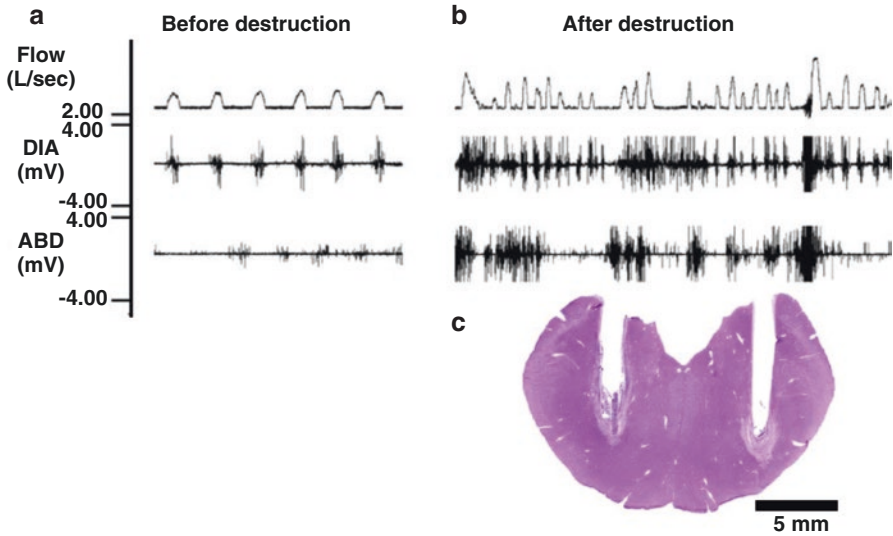 a
Before destruction
b
After destruction
Flow
(L/sec)
2.00
4.00
DIA
(mV)
-4.00
4.00
ABD
(mV)
-4.00
c
5 mm